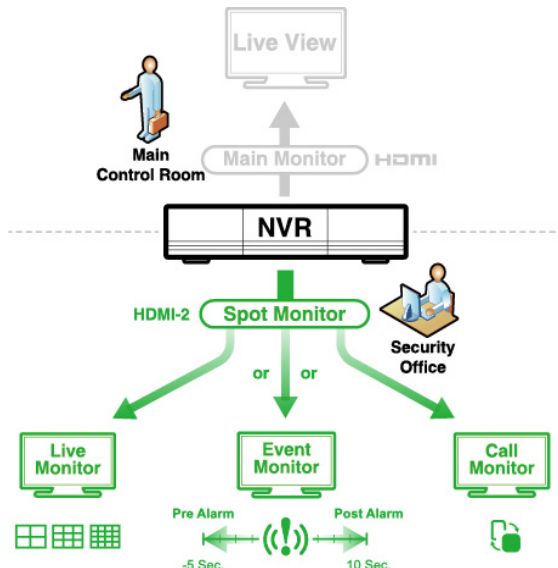 Live View
Main
Control Room
Main Monitor
HDMI
NVR
HDMI-2
Spot Monitor
Security
Office
or or
Live
Monitor
Event
Monitor
Call
Monitor
Pre Alarm
Post Alarm
-5 Sec.
10 Sec.